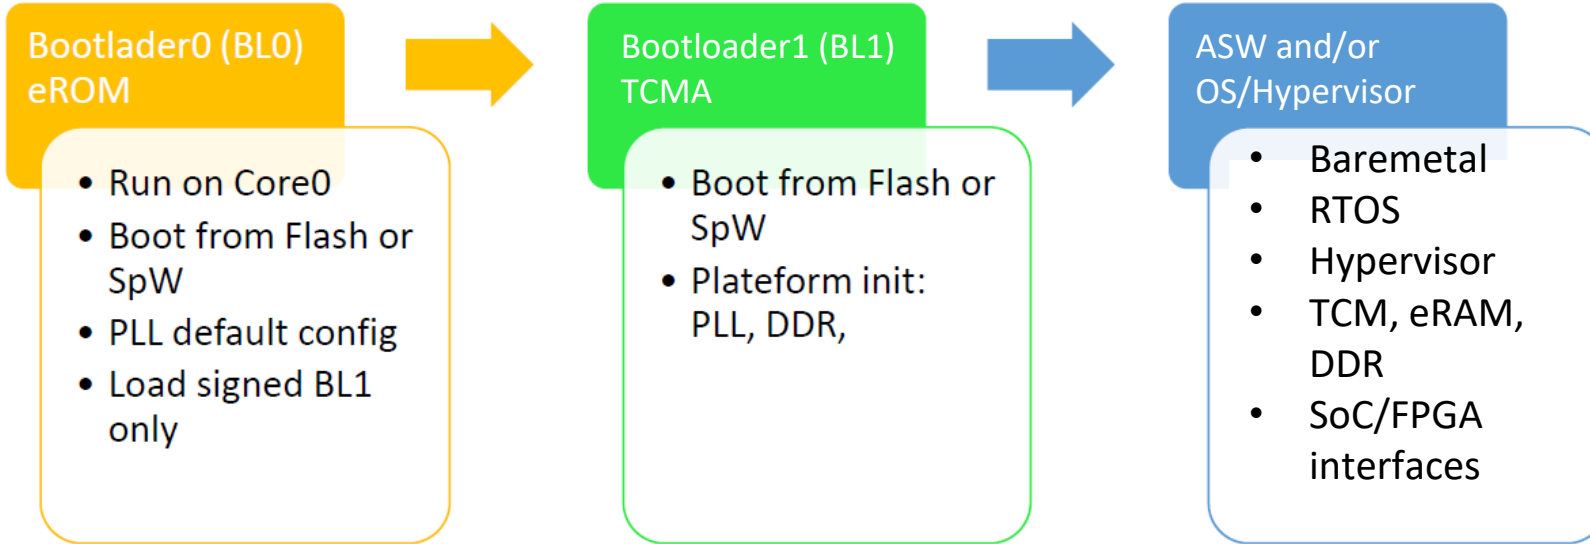 Bootlader0 (BL0)
eROM
• Run on Core0
• Boot from Flash or
SpW
• PLL default config
• Load signed BL1
only
Bootloader1 (BL1)
TCMA
• Boot from Flash or
SpW
• Plateform init:
PLL, DDR,
ASW and/or
OS/Hypervisor
• Baremetal
• RTOS
• Hypervisor
• TCM, eRAM,
DDR
• SoC/FPGA
interfaces